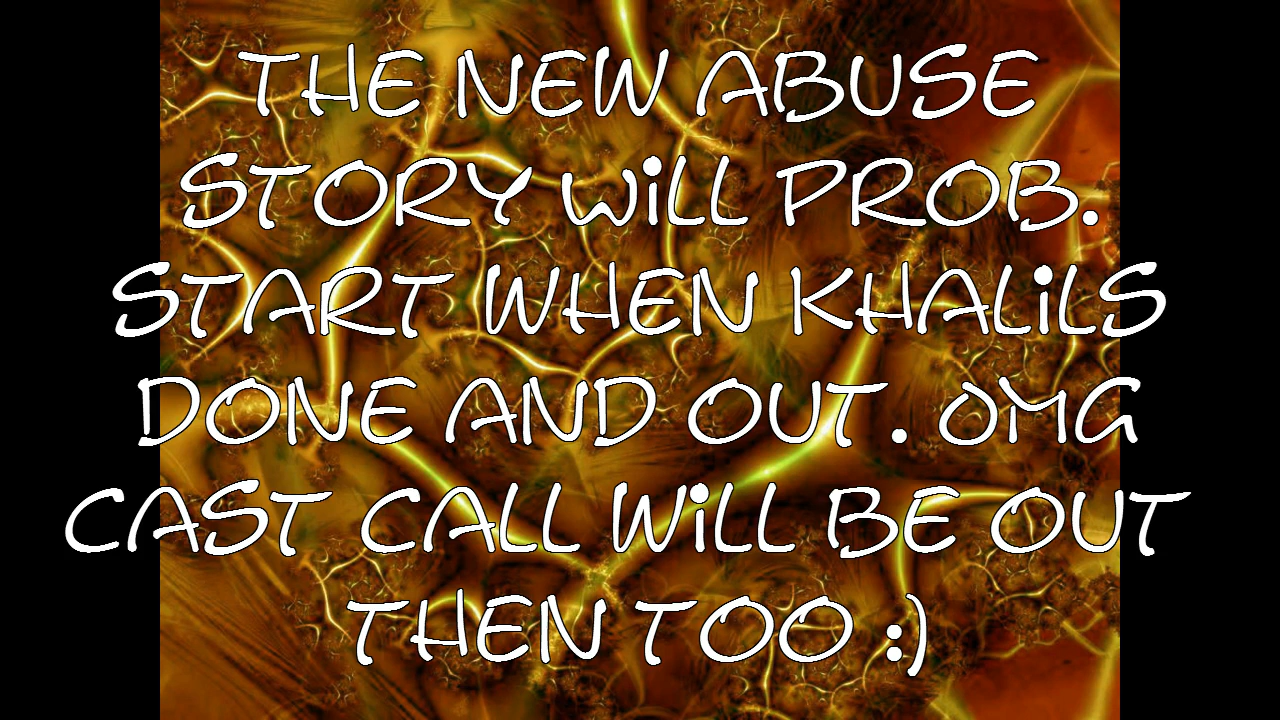 THE NEW ABUSE
STORY WiLL PROB.
START WHEN KHALiLS
DONE AND OUT. OMG
CAST CALL WiLL BE OUT
THEN TOO :)